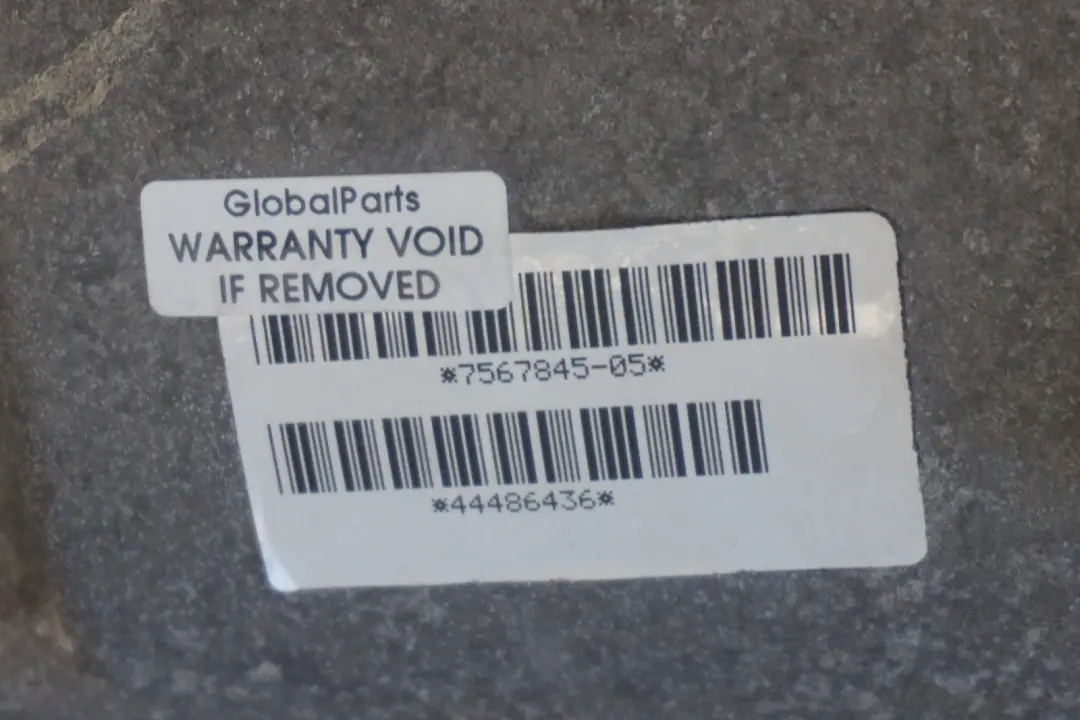 GlobalParts
WARRANTY VOID
IF REMOVED
*7567845-05*
*44486436*